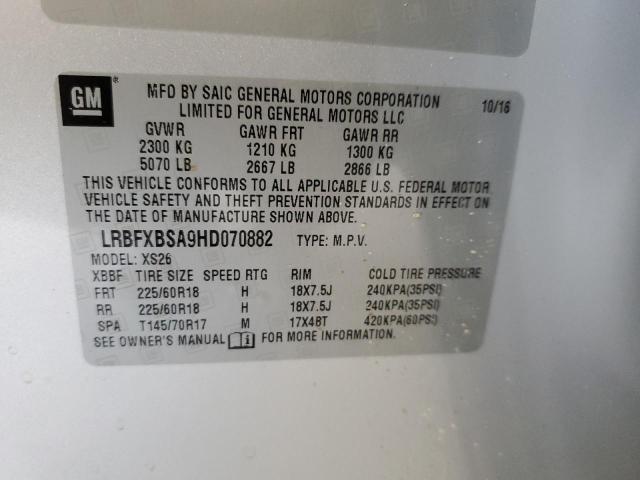 GM ®
MFD BY SAIC GENERAL MOTORS CORPORATION 10/16
LIMITED FOR GENERAL MOTORS LLC
GVWR GAWR FRT GAWR RR
2300 KG 1210 KG 1300 KG
5070 LB 2667 LB 2866 LB
THIS VEHICLE CONFORMS TO ALL APPLICABLE U.S. FEDERAL MOTOR
VEHICLE SAFETY AND THEFT PREVENTION STANDARDS IN EFFECT ON
THE DATE OF MANUFACTURE SHOWN ABOVE.
LRBFXBSA9HD070882 TYPE: M.P.V.
MODEL: XS26
XBBF TIRE SIZE SPEED RTG RIM COLD TIRE PRESSURE
FRT 225/60R18 H 18X7.5J 240KPA(35PSI)
RR 225/60R18 H 18X7.5J 240KPA(35PSI)
SPA T145/70R17 M 17X4BT 420KPA(60PSI)
SEE OWNER'S MANUAL FOR MORE INFORMATION.